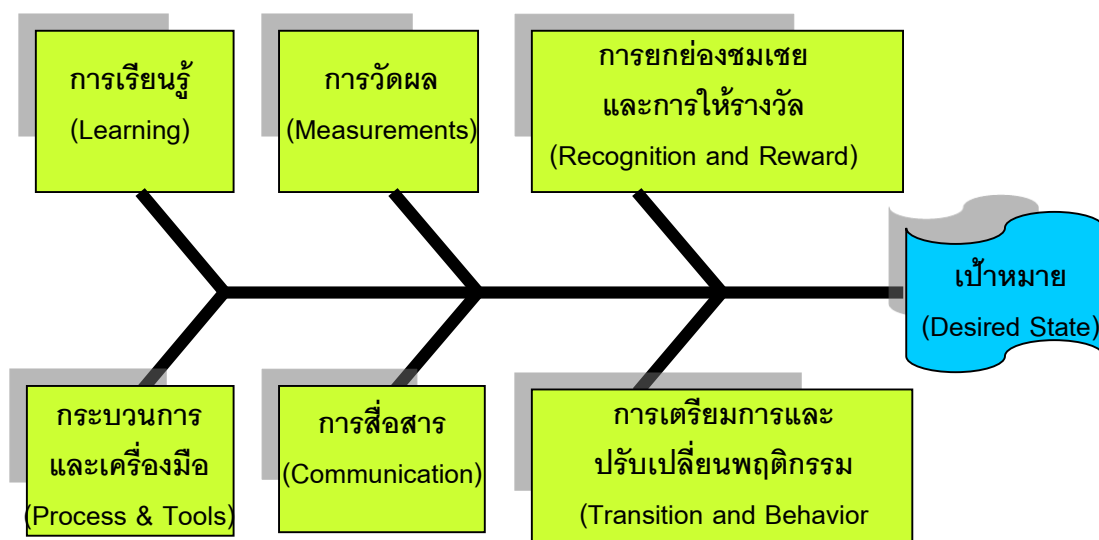 การเรียนรู้
(Learning)
การวัดผล
(Measurements)
การยกย่องชมเชย
และการให้รางวัล
(Recognition and Reward)
เป้าหมาย
(Desired State)
กระบวนการ
และเครื่องมือ
(Process & Tools)
การสื่อสาร
(Communication)
การเตรียมการและ
ปรับเปลี่ยนพฤติกรรม
(Transition and Behavior